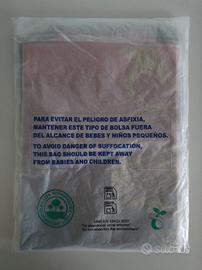 PARA EVITAR EL PELIGRO DE ASFIXIA,
MANTENER ESTE TIPO DE BOLSA FUERA
DEL ALCANCE DE BEBES Y NIÑOS PEQUEÑOS.
TO AVOID DANGER OF SUFFOCATION,
THIS BAG SHOULD BE KEPT AWAY
FROM BABIES AND CHILDREN.